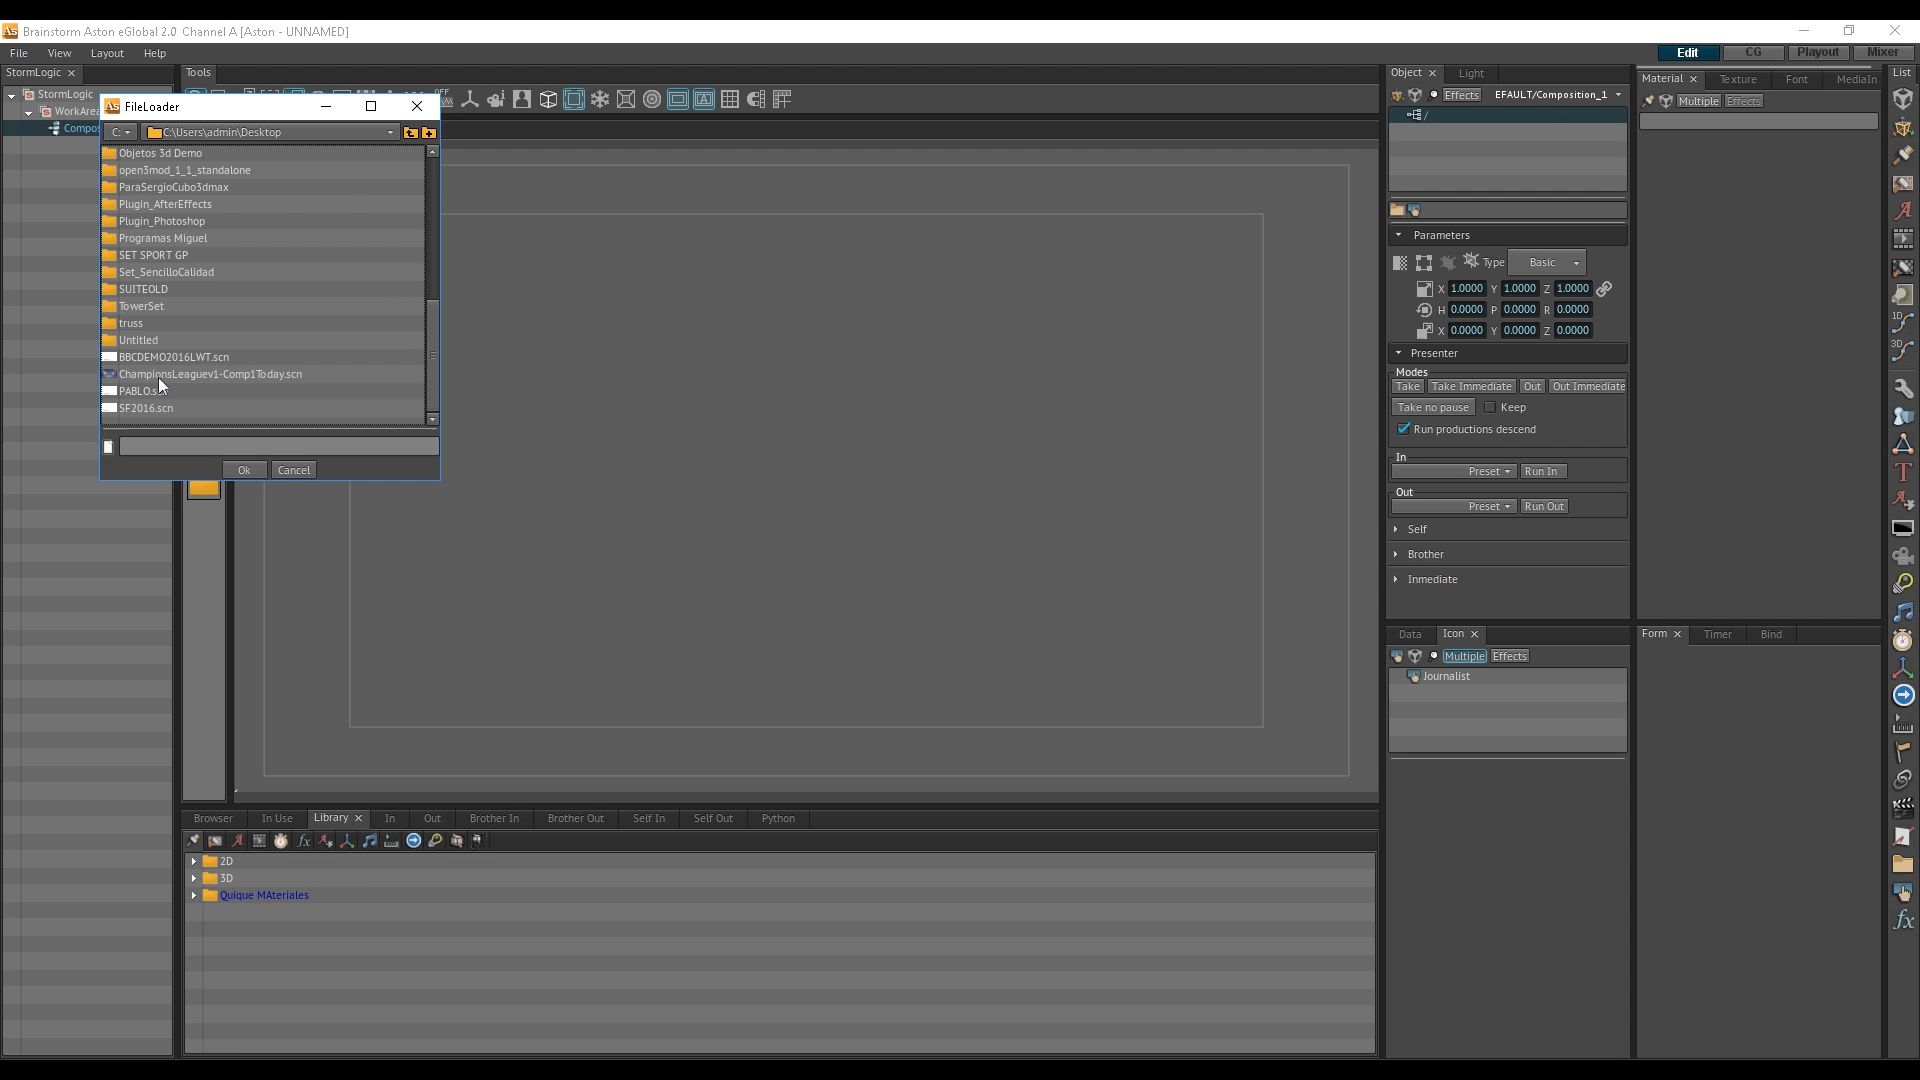 Brainstorm Aston eGlobal 2.0 Channel A [Aston - UNNAMED]
File View Layout Help
Edit CG Playout Mixer
StormLogic
StormLogic
WorkArea
Compos
Tools
FileLoader
C: C:\Users\admin\Desktop
Objetos 3d Demo
open3mod_1_1_standalone
ParaSergioCubo3dmax
Plugin_AfterEffects
Plugin_Photoshop
Programas Miguel
SET SPORT GP
Set_SencilloCalidad
SUITEOLD
TowerSet
truss
Untitled
BBCDEMO2016LWT.scn
ChampionsLeaguev1-Comp1Today.scn
PABLO.s
SF2016.scn
Ok Cancel
Object Light
Effects EFAULT/Composition_1
/
Parameters
Type Basic
X 1.0000 Y 1.0000 Z 1.0000
H 0.0000 P 0.0000 R 0.0000
X 0.0000 Y 0.0000 Z 0.0000
Presenter
Modes
Take Take Immediate Out Out Immediate
Take no pause Keep
Run productions descend
In
Preset Run In
Out
Preset Run Out
Self
Brother
Inmediate
Data Icon
Multiple Effects
Journalist
Material Texture Font MediaIn
Multiple Effects
Form Timer Bind
List
1D
3D
Browser In Use Library In Out Brother In Brother Out Self In Self Out Python
2D
3D
Quique MAteriales